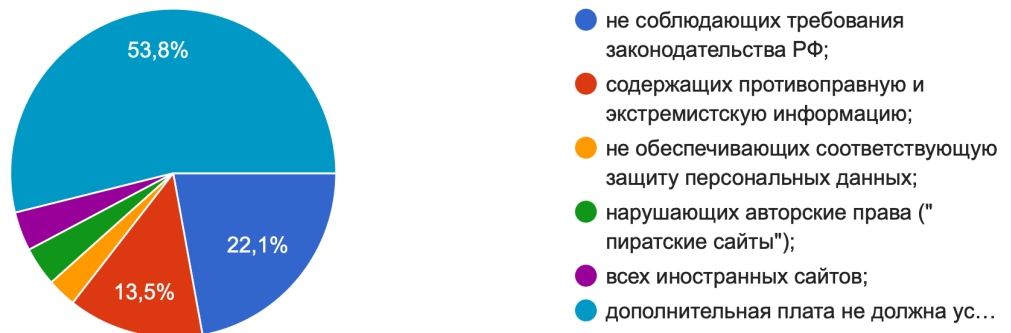 53,8%
22,1%
13,5%
не соблюдающих требования
законодательства РФ;
содержащих противоправную и
экстремистскую информацию;
не обеспечивающих соответствующую
защиту персональных данных;
нарушающих авторские права ("
пиратские сайты");
всех иностранных сайтов;
дополнительная плата не должна ус…